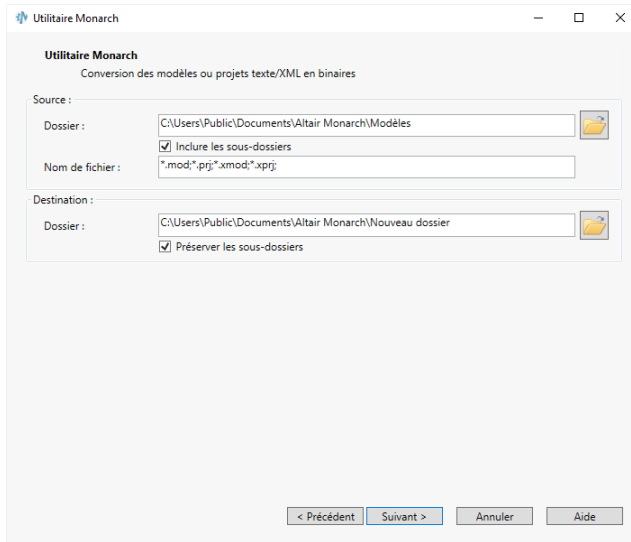 Utilitaire Monarch
Utilitaire Monarch
Conversion des modèles ou projets texte/XML en binaires
Source :
Dossier :
C:\Users\Public\Documents\Altair Monarch\Modèles
Inclure les sous-dossiers
Nom de fichier :
*.mod;*.prj;*.xmod;*.xprj;
Destination :
Dossier :
C:\Users\Public\Documents\Altair Monarch\Nouveau dossier
Préserver les sous-dossiers
< Précédent
Suivant >
Annuler
Aide